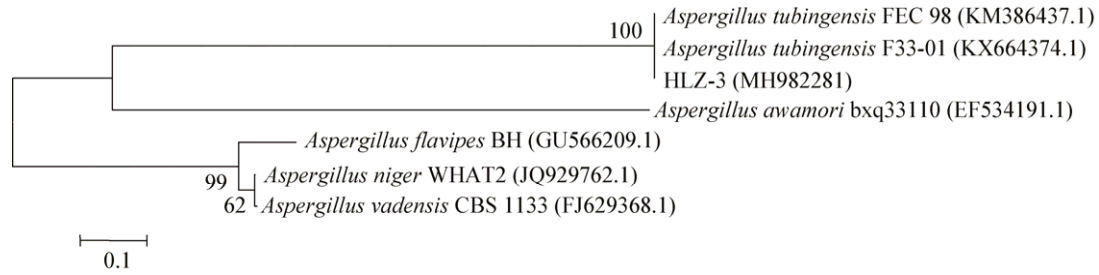 Aspergillus tubingensis FEC 98 (KM386437.1)
100
Aspergillus tubingensis F33-01 (KX664374.1)
HLZ-3 (MH982281)
Aspergillus awamori bxq33110 (EF534191.1)
Aspergillus flavipes BH (GU566209.1)
99
Aspergillus niger WHAT2 (JQ929762.1)
62
Aspergillus vadensis CBS 1133 (FJ629368.1)
0.1